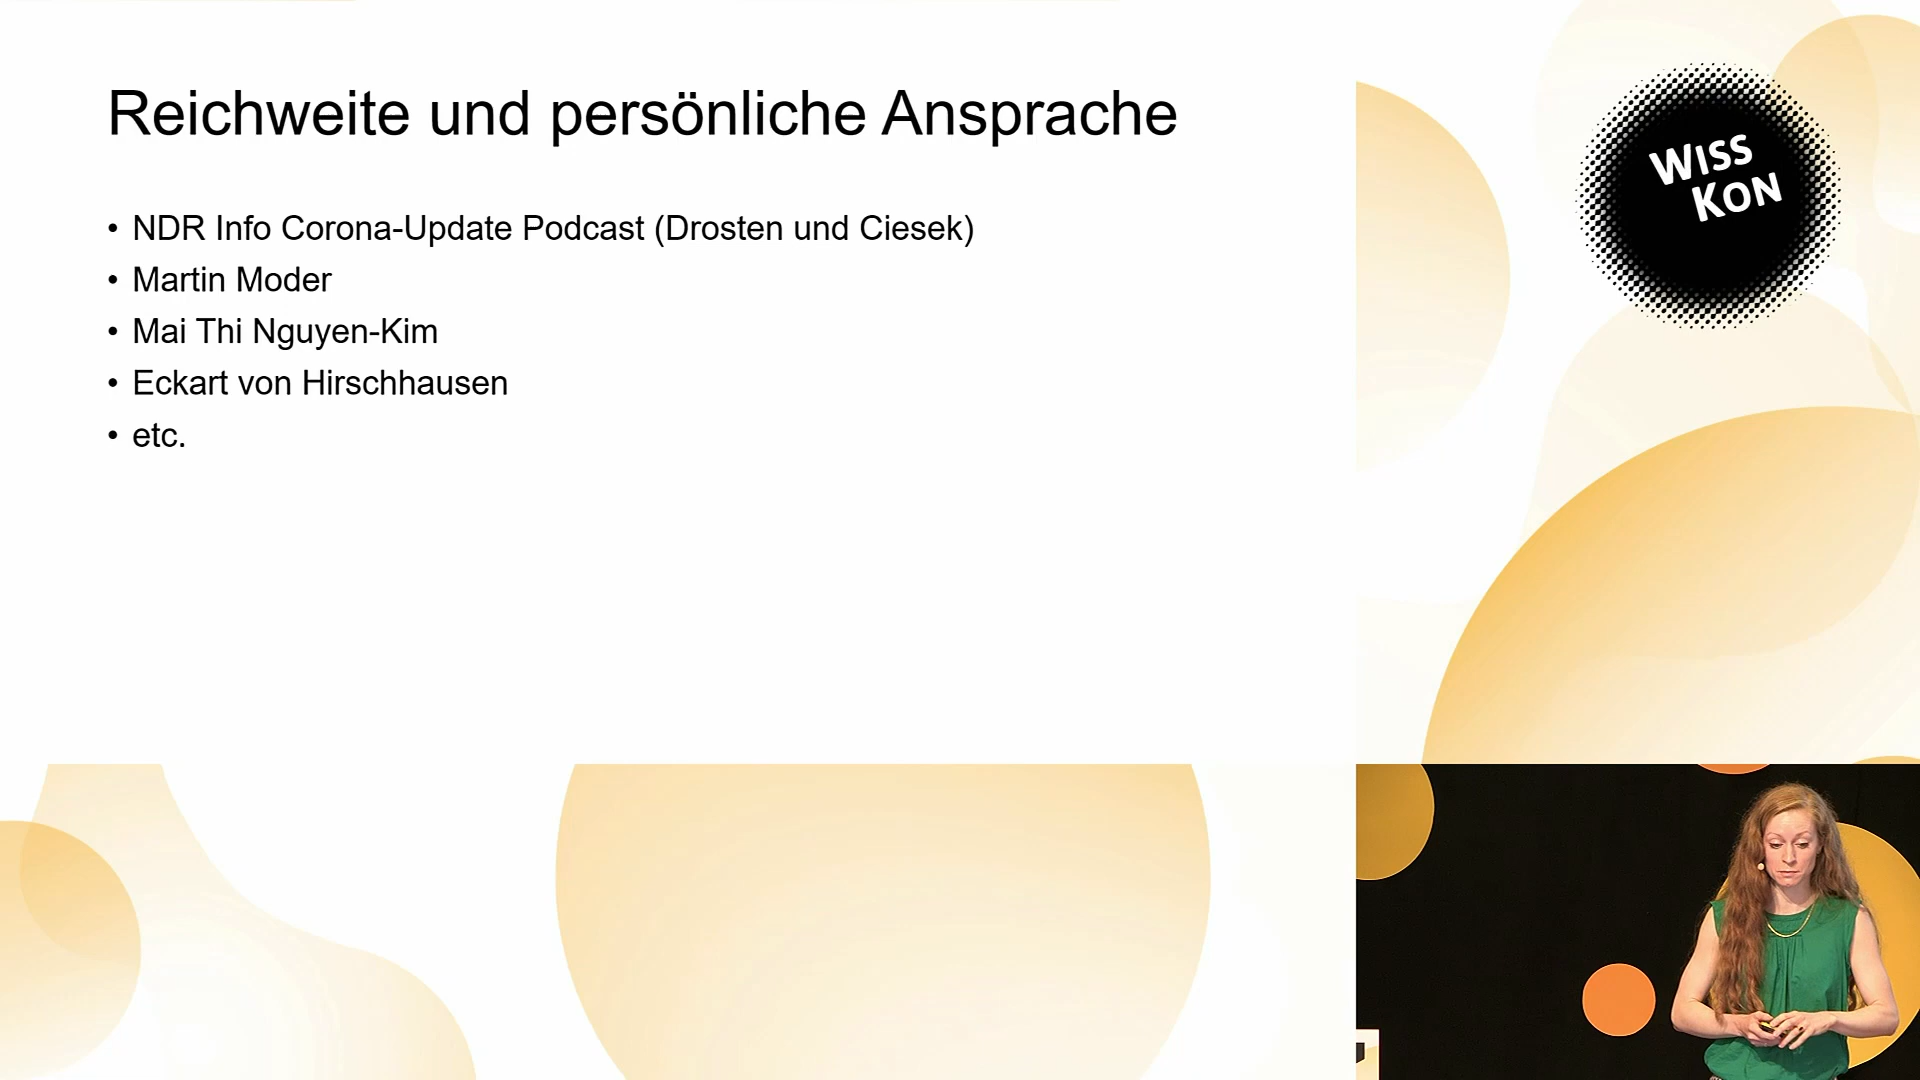 Reichweite und persönliche Ansprache
• NDR Info Corona-Update Podcast (Drosten und Ciesek)
• Martin Moder
• Mai Thi Nguyen-Kim
• Eckart von Hirschhausen
• etc.
WISS
KON